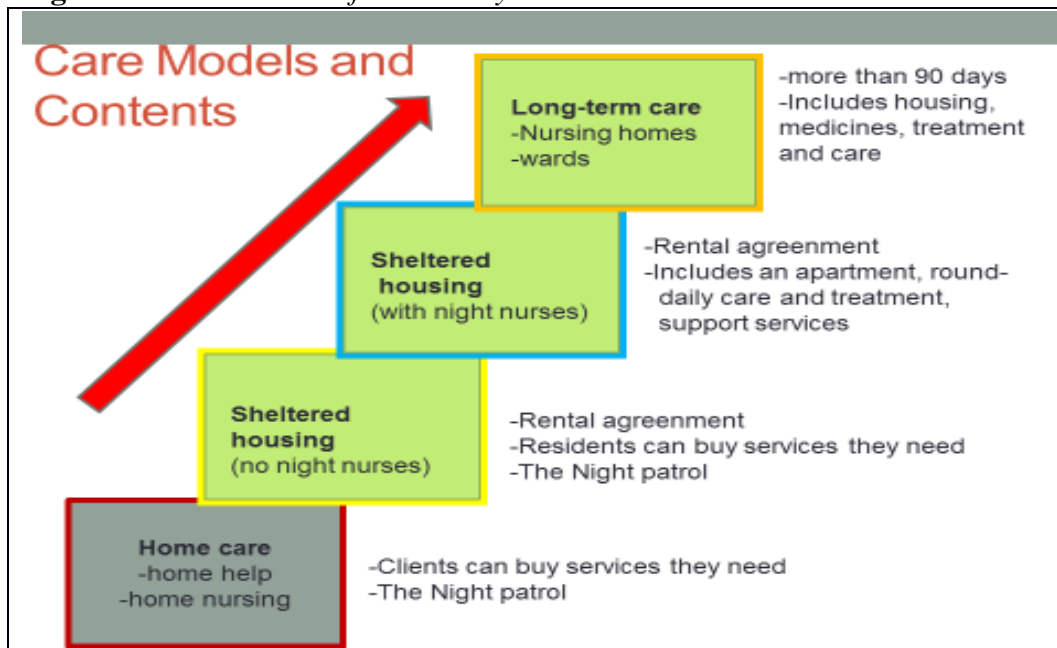 Care Models and
Contents
Long-term care
-Nursing homes
-wards
-more than 90 days
-Includes housing,
medicines, treatment
and care
Sheltered
housing
(with night nurses)
-Rental agreenment
-Includes an apartment, round-
daily care and treatment,
support services
Sheltered
housing
(no night nurses)
-Rental agreenment
-Residents can buy services they need
-The Night patrol
Home care
-home help
-home nursing
-Clients can buy services they need
-The Night patrol